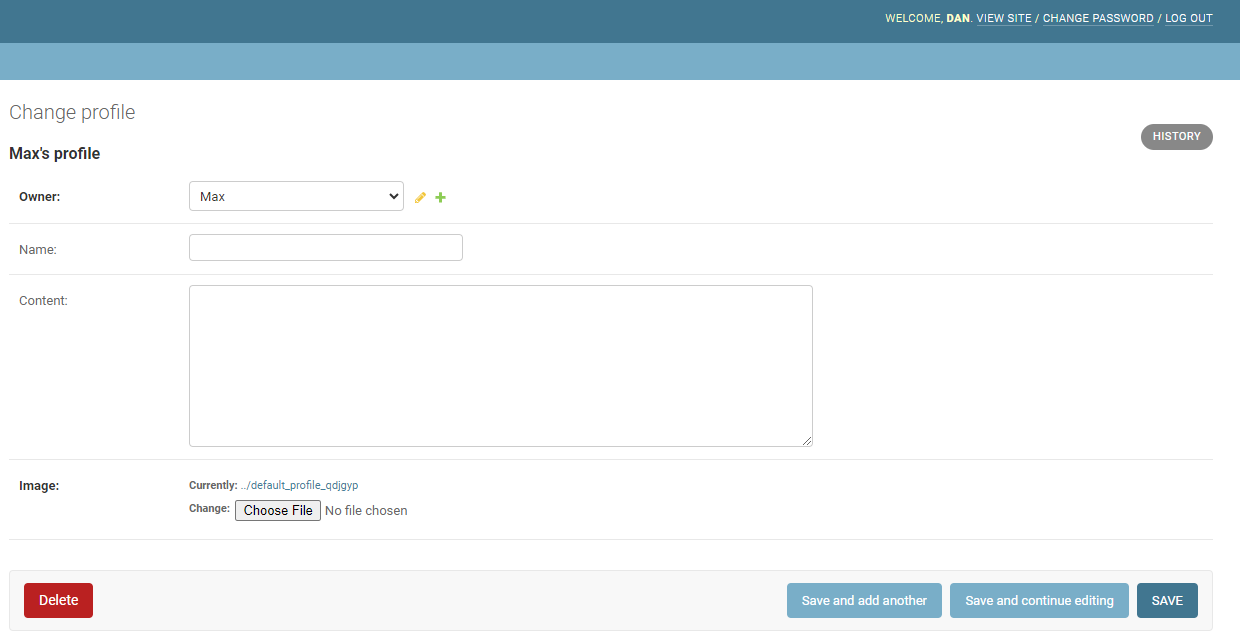 WELCOME, DAN. VIEW SITE / CHANGE PASSWORD / LOG OUT
Change profile
HISTORY
Max's profile
Owner: Max
Name:
Content:
Image: Currently: ../default_profile_qdjgyp
Change: Choose File No file chosen
Delete Save and add another Save and continue editing SAVE